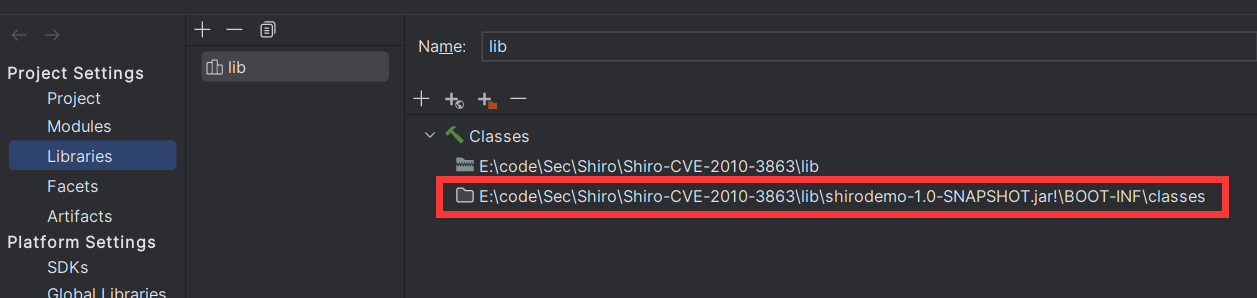 Project Settings
Project
Modules
Libraries
Facets
Artifacts
Platform Settings
SDKs
Global Libraries
lib
Name: lib
Classes
E:\code\Sec\Shiro\Shiro-CVE-2010-3863\lib
E:\code\Sec\Shiro\Shiro-CVE-2010-3863\lib\shirodemo-1.0-SNAPSHOT.jar!\BOOT-INF\classes